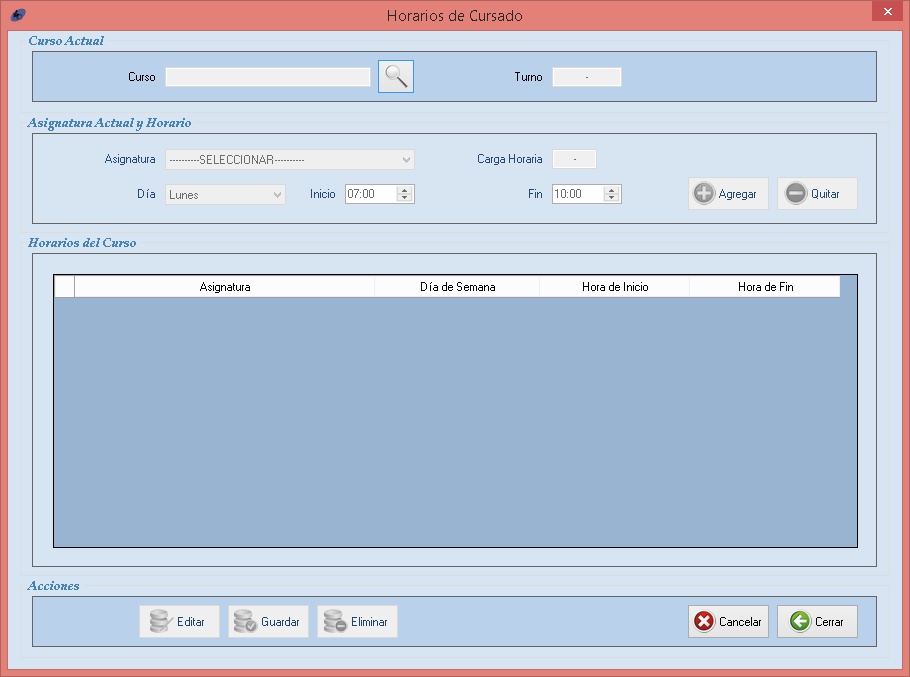 Horarios de Cursado
Curso Actual
Curso
Turno -
Asignatura Actual y Horario
Asignatura ----------SELECCIONAR----------
Carga Horaria -
Día Lunes Inicio 07:00 Fin 10:00 Agregar Quitar
Horarios del Curso
Asignatura Día de Semana Hora de Inicio Hora de Fin
Acciones
Editar Guardar Eliminar Cancelar Cerrar